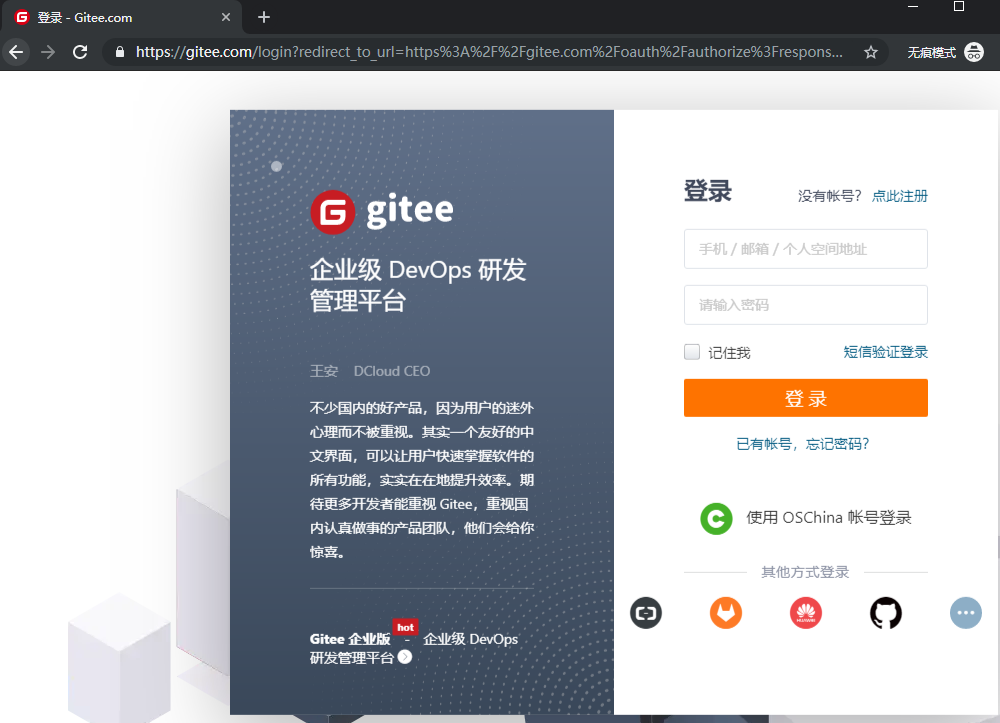 登录 - Gitee.com
https://gitee.com/login?redirect_to_url=https%3A%2F%2Fgitee.com%2Foauth%2Fauthorize%3Frespons...
无痕模式
gitee
企业级 DevOps 研发
管理平台
王安 DCloud CEO
不少国内的好产品，因为用户的迷外
心理而不被重视。其实一个友好的中
文界面，可以让用户快速掌握软件的
所有功能，实实在在地提升效率。期
待更多开发者能重视 Gitee，重视国
内认真做事的产品团队，他们会给你
惊喜。
hot
Gitee 企业版 - 企业级 DevOps
研发管理平台
登录
没有帐号？ 点此注册
手机 / 邮箱 / 个人空间地址
请输入密码
记住我
短信验证登录
登 录
已有帐号，忘记密码？
使用 OSChina 帐号登录
其他方式登录
HUAWEI